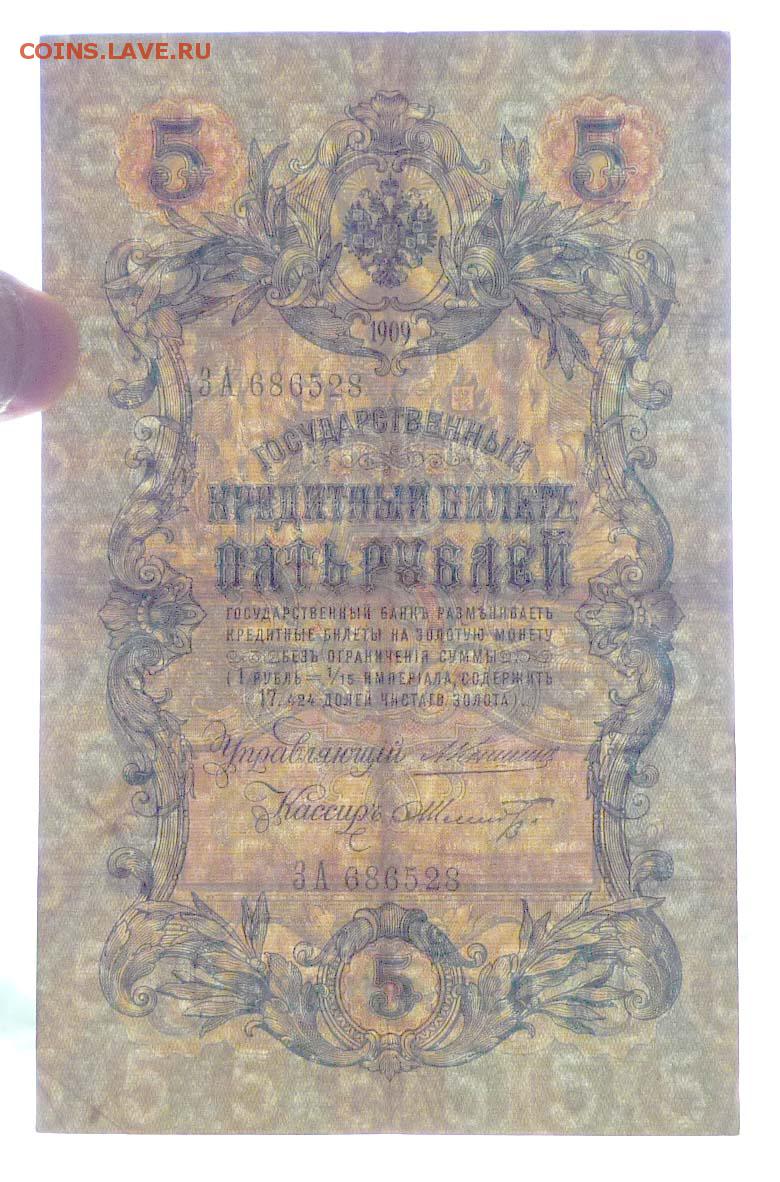 COINS.LAVE.RU
5 5
1909
ЗА 686528
ГОСУДАРСТВЕННЫЙ
КРЕДИТНЫЙ БИЛЕТЪ
ПЯТЬ РУБЛЕЙ
ГОСУДАРСТВЕННЫЙ БАНКЪ РАЗМѢНИВАЕТЪ
КРЕДИТНЫЕ БИЛЕТЫ НА ЗОЛОТУЮ МОНЕТУ
БЕЗЪ ОГРАНИЧЕНІЯ СУММЫ
(1 РУБЛЬ = 1/15 ИМПЕРІАЛА, СОДЕРЖИТЪ
17,424 ДОЛЕЙ ЧИСТАГО ЗОЛОТА).
Управляющій
Кассиръ
ЗА 686528
5